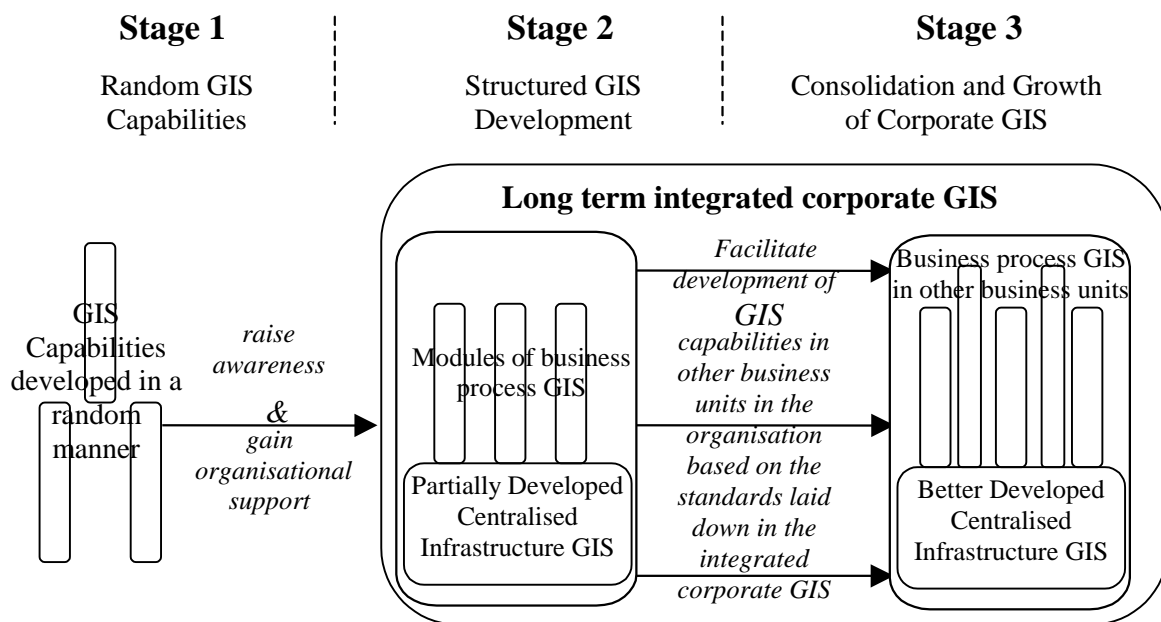 Stage 1
Random GIS
Capabilities
Stage 2
Structured GIS
Development
Stage 3
Consolidation and Growth
of Corporate GIS
Long term integrated corporate GIS
GIS
Capabilities
developed in a
random
manner
raise
awareness
&
gain
organisational
support
Modules of business
process GIS
Partially Developed
Centralised
Infrastructure GIS
Facilitate
development of
GIS
capabilities in
other business
units in the
organisation
based on the
standards laid
down in the
integrated
corporate GIS
Business process GIS
in other business units
Better Developed
Centralised
Infrastructure GIS